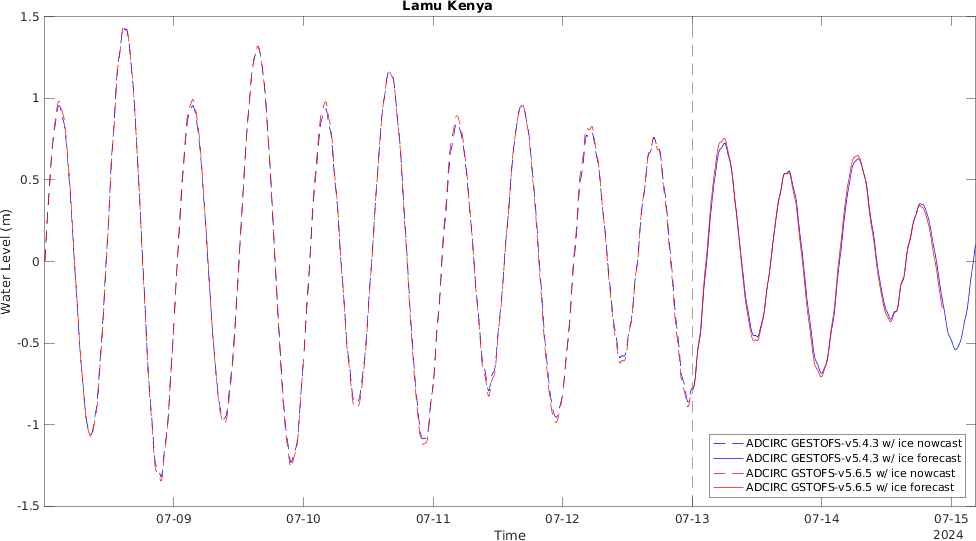 Lamu Kenya
Water Level (m)
1.5
1
0.5
0
-0.5
-1
-1.5
07-09
07-10
07-11
07-12
07-13
07-14
07-15
Time
2024
ADCIRC GESTOFS-v5.4.3 w/ ice nowcast
ADCIRC GESTOFS-v5.4.3 w/ ice forecast
ADCIRC GSTOFS-v5.6.5 w/ ice nowcast
ADCIRC GSTOFS-v5.6.5 w/ ice forecast